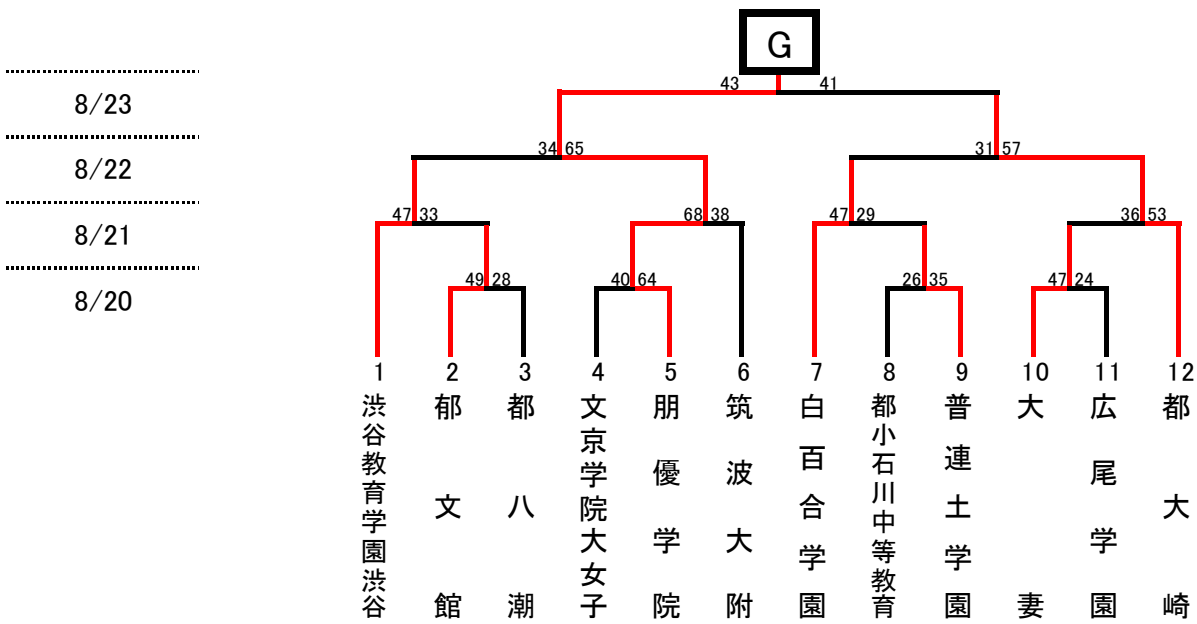 G
43 41
8/23
34 65
31 57
8/22
47 33
68 38
47 29
36 53
8/21
49 28
40 64
26 35
47 24
8/20
1 2 3 4 5 6 7 8 9 10 11 12
渋谷教育学園渋谷
郁文館
都八潮
文京学院大女子
朋優学院
筑波大附
白百合学園
都小石川中等教育
普連土学園
大妻
広尾学園
都大崎